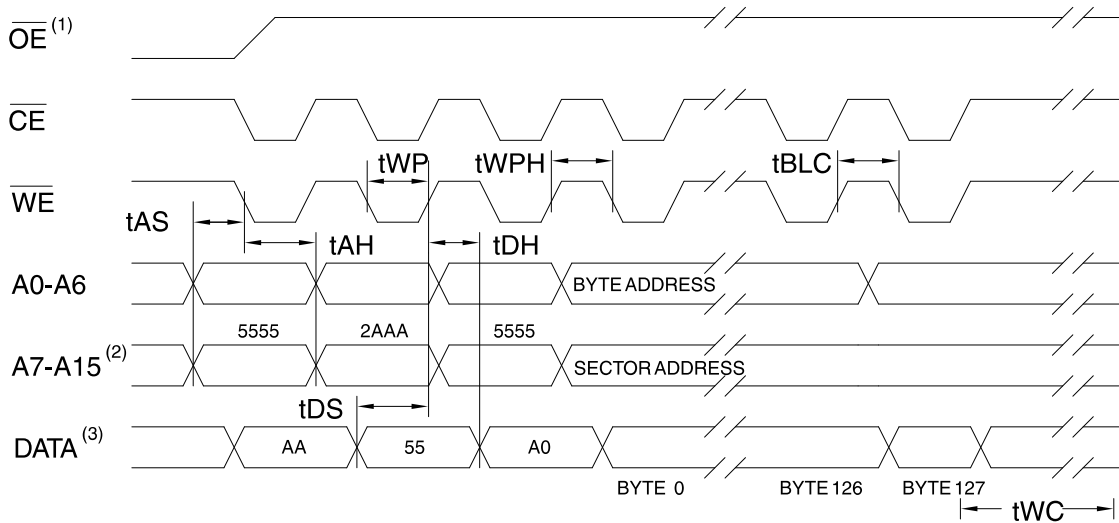 OE (1)
CE
tWP tWPH tBLC
WE
tAS tAH tDH
A0-A6 BYTE ADDRESS
5555 2AAA 5555
A7-A15 (2) SECTOR ADDRESS
tDS
DATA (3) AA 55 A0
BYTE 0 BYTE 126 BYTE 127
tWC